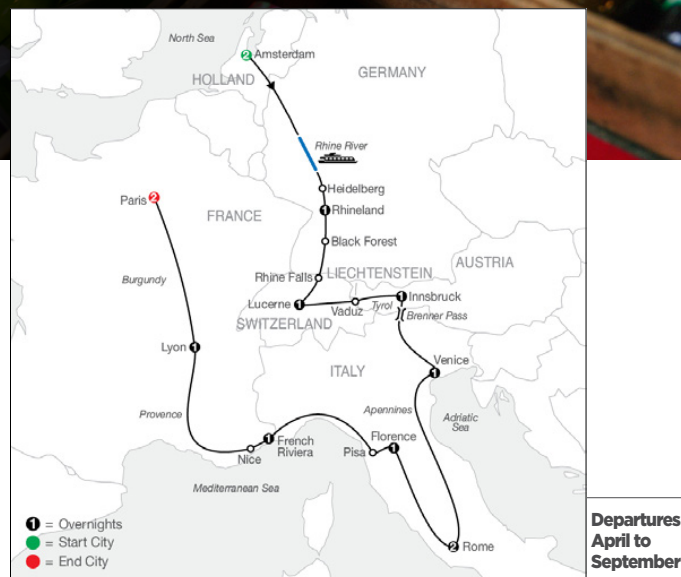 North Sea
2 Amsterdam
HOLLAND
GERMANY
Rhine River
Heidelberg
Paris 2
1 Rhineland
FRANCE
Black Forest
AUSTRIA
Burgundy
Rhine Falls
LIECHTENSTEIN
1 Innsbruck
Lucerne 1
Vaduz
Tyrol
Brenner Pass
SWITZERLAND
Lyon 1
Venice
1
ITALY
Provence
Apennines
Adriatic
Sea
Florence
1
1 French
Riviera
Nice
Pisa
Mediterranean Sea
1 = Overnights
= Start City
= End City
2 Rome
Departures
April to
September